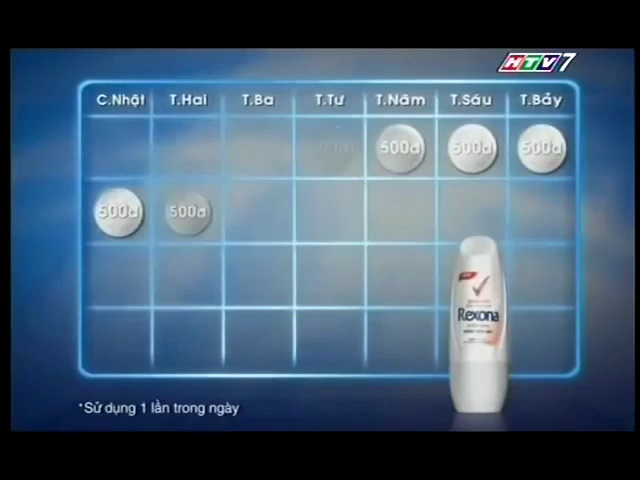 HTV7
C.Nhật T.Hai T.Ba T.Tư T.Năm T.Sáu T.Bảy
500đ 500đ 500đ 500đ
500đ 500đ
Rexona
*Sử dụng 1 lần trong ngày